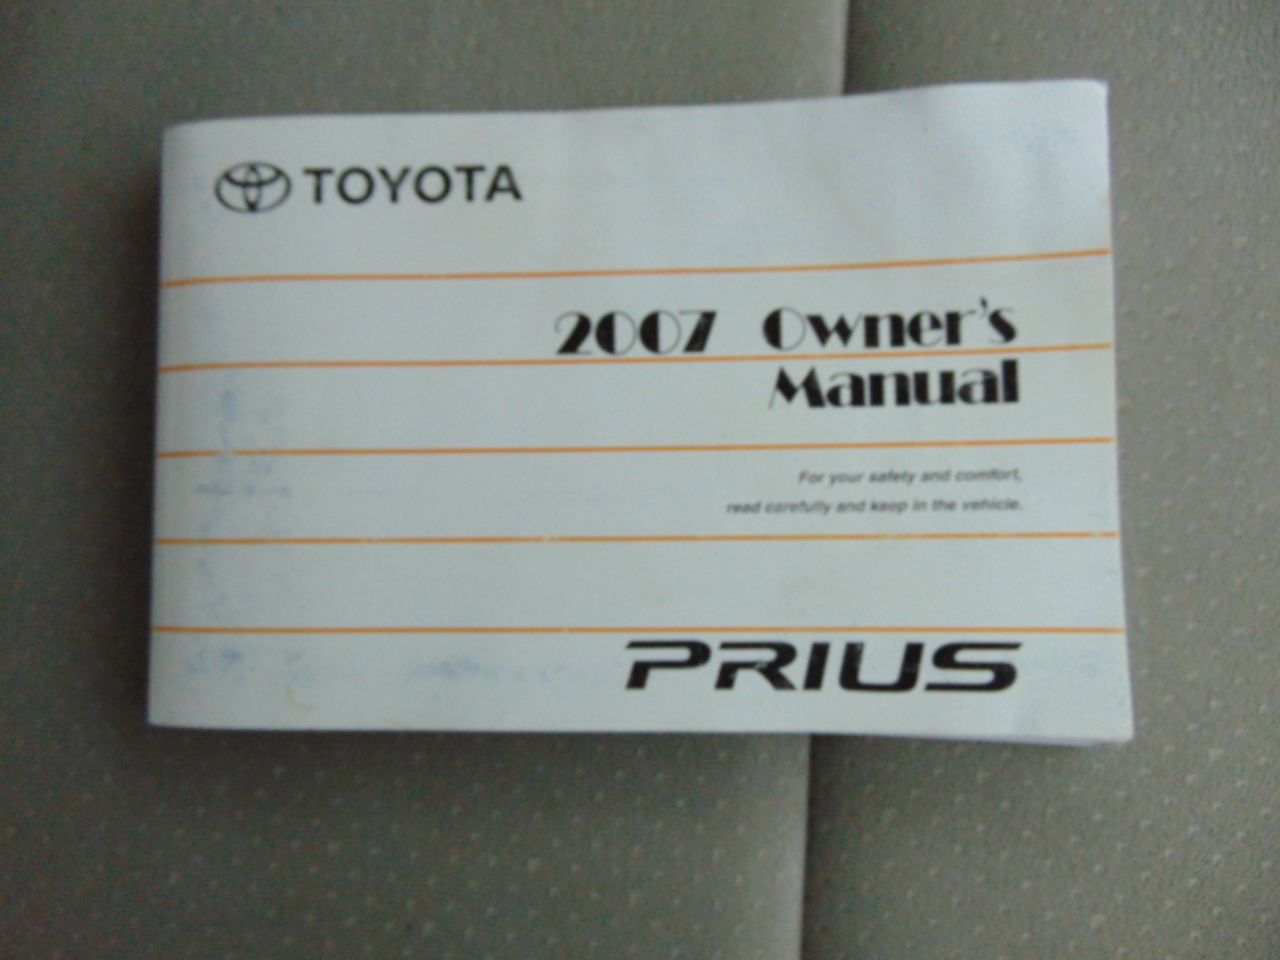 TOYOTA
2007 Owner's
Manual
For your safety and comfort,
read carefully and keep in the vehicle.
PRIUS